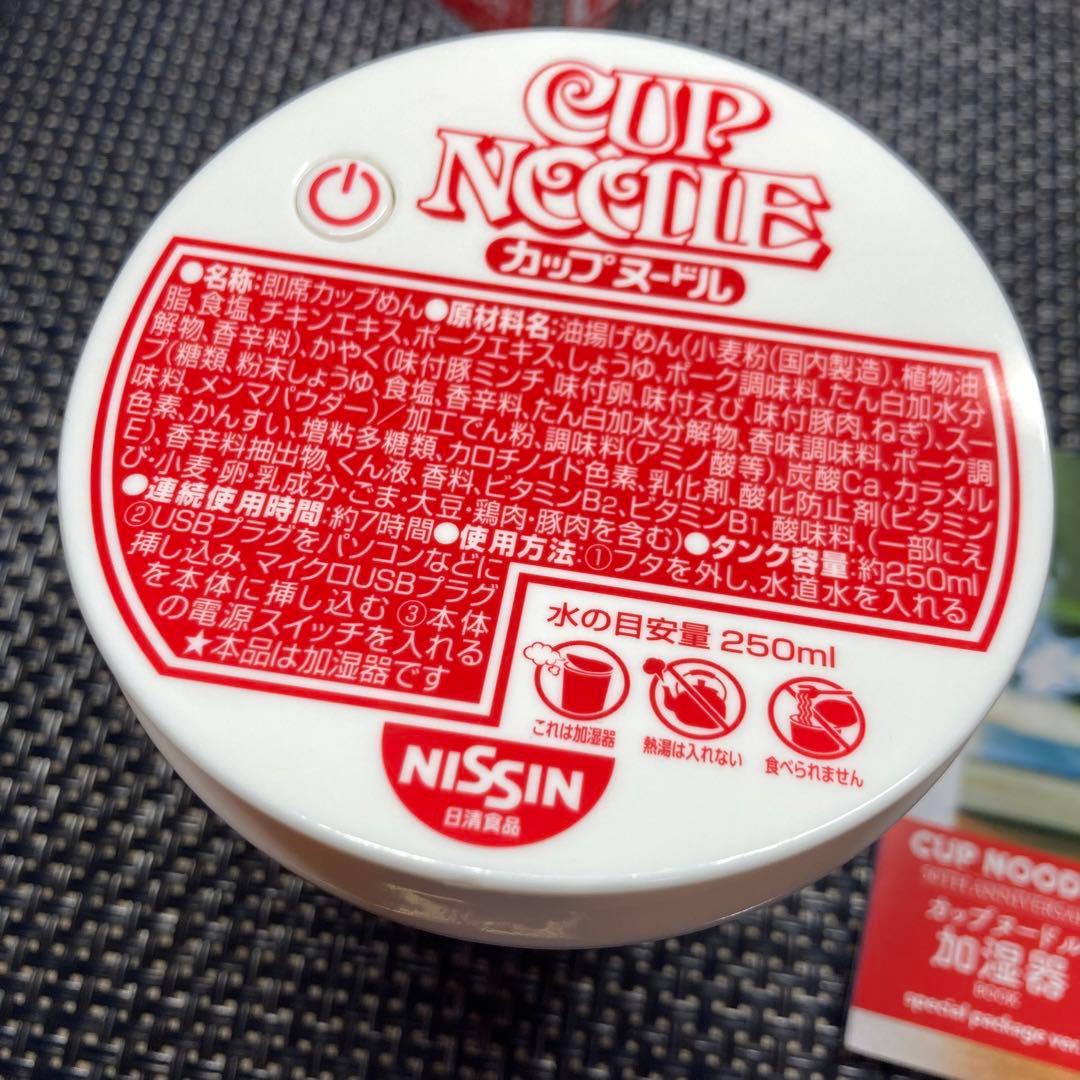 CUP
NOODLE
カップヌードル
●名称:即席カップめん●原材料名:油揚げめん(小麦粉(国内製造)、植物油
脂、食塩、チキンエキス、ポークエキス、しょうゆ、ポーク調味料、たん白加水分
解物、香辛料)、かやく(味付豚ミンチ、味付卵、味付えび、味付豚肉、ねぎ)、スー
プ(糖類、粉末しょうゆ、食塩、香辛料、たん白加水分解物、香味調味料、ポーク調
味料、メンマパウダー)/加工でん粉、調味料(アミノ酸等)、炭酸Ca、カラメル
色素、かんすい、増粘多糖類、カロチノイド色素、乳化剤、酸化防止剤(ビタミン
E)、香辛料抽出物、くん液、香料、ビタミンB2、ビタミンB1、酸味料、(一部にえ
び・小麦・卵・乳成分・ごま・大豆・鶏肉・豚肉を含む)●タンク容量:約250ml
●連続使用時間:約7時間●使用方法:①フタを外し、水道水を入れる
②USBプラグをパソコンなどに
挿し込み、マイクロUSBプラグ
を本体に挿し込む ③本体
の電源スイッチを入れる
★本品は加湿器です
水の目安量 250ml
これは加湿器
熱湯は入れない
食べられません
NISSIN
日清食品
CUP NOOD
50TH ANNIVERSAR
カップヌードル
加湿器
BOOK
special package ver.